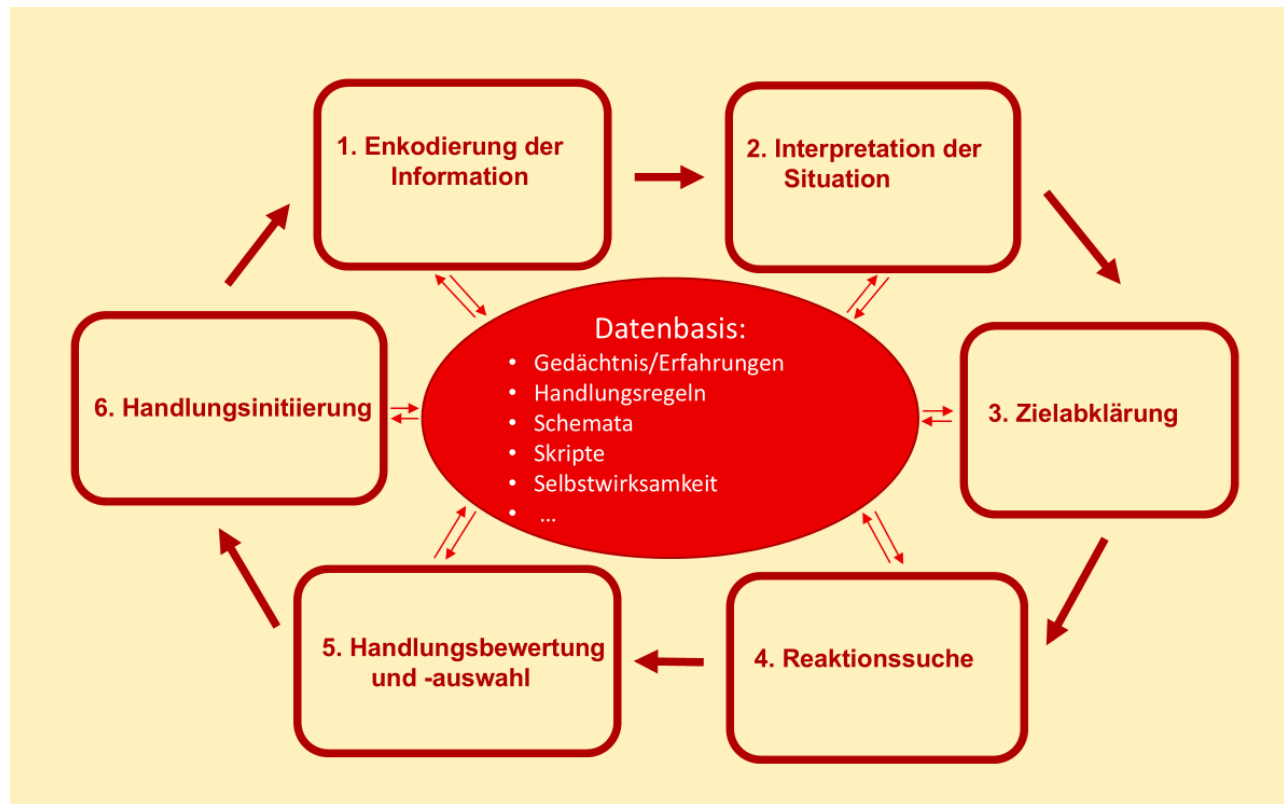 1. Enkodierung der
Information
2. Interpretation der
Situation
3. Zielabklärung
4. Reaktionssuche
5. Handlungsbewertung
und -auswahl
6. Handlungsinitiierung
Datenbasis:
• Gedächtnis/Erfahrungen
• Handlungsregeln
• Schemata
• Skripte
• Selbstwirksamkeit
• ...